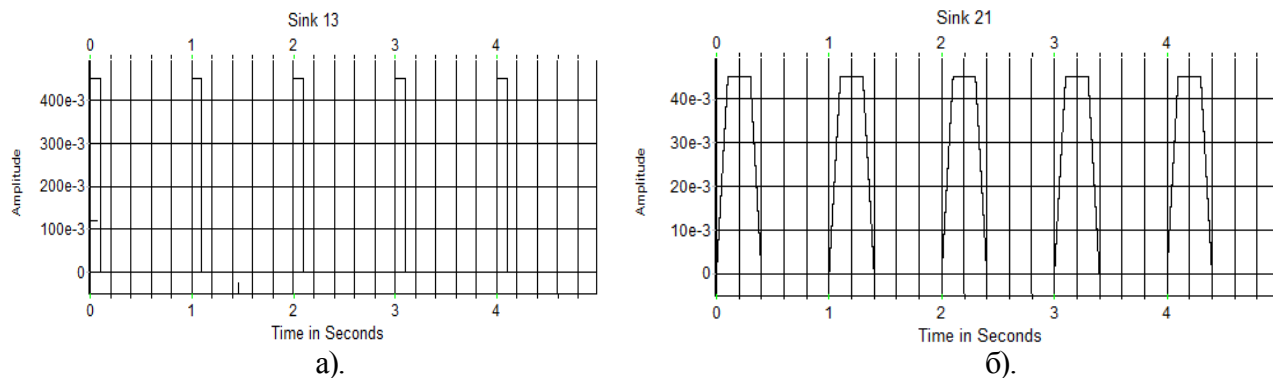 Sink 13
0 1 2 3 4
400e-3
300e-3
200e-3
100e-3
0
Amplitude
0 1 2 3 4
Time in Seconds
а).
Sink 21
0 1 2 3 4
40e-3
30e-3
20e-3
10e-3
0
Amplitude
0 1 2 3 4
Time in Seconds
б).